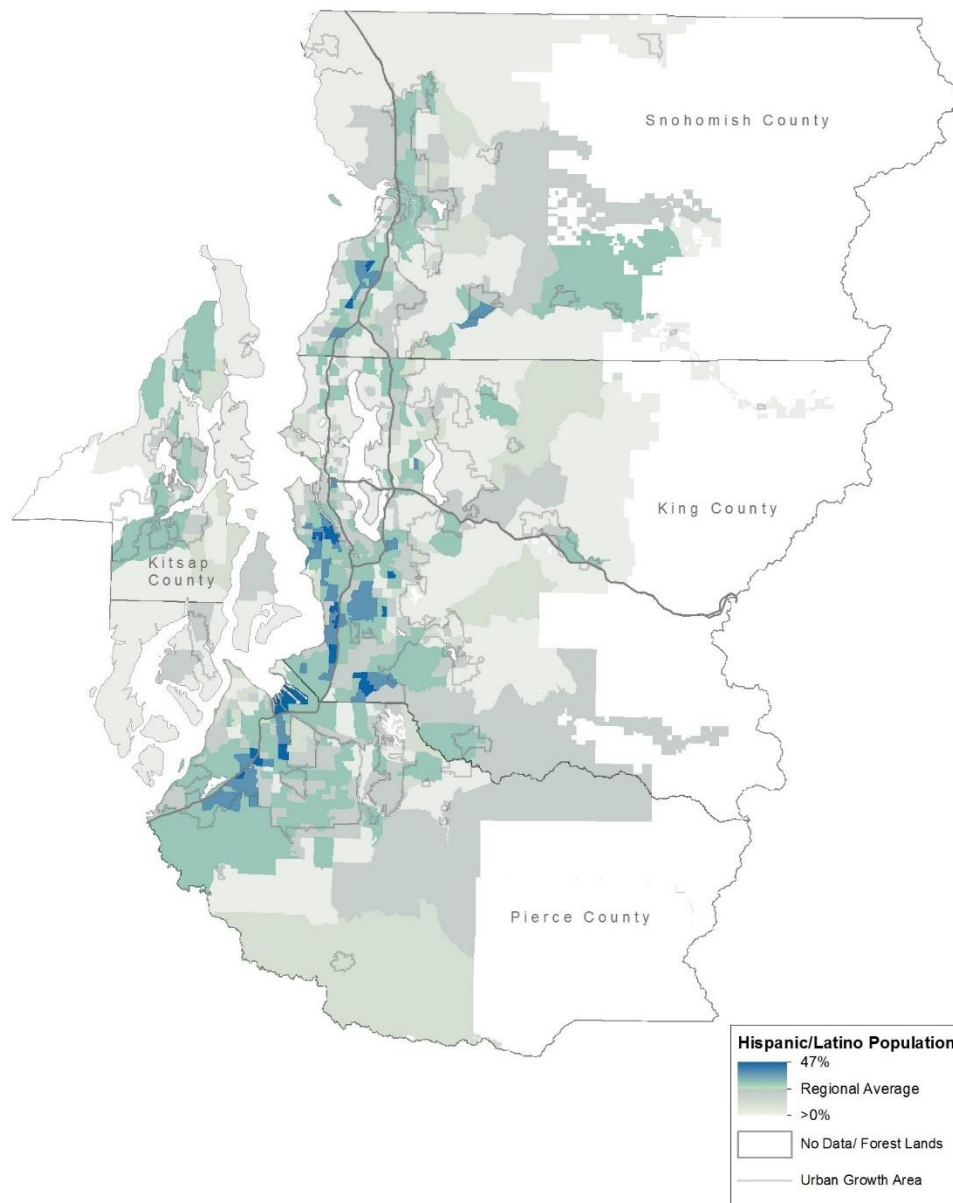 Snohomish County
King County
Kitsap
County
Pierce County
Hispanic/Latino Population
47%
Regional Average
>0%
No Data/ Forest Lands
Urban Growth Area